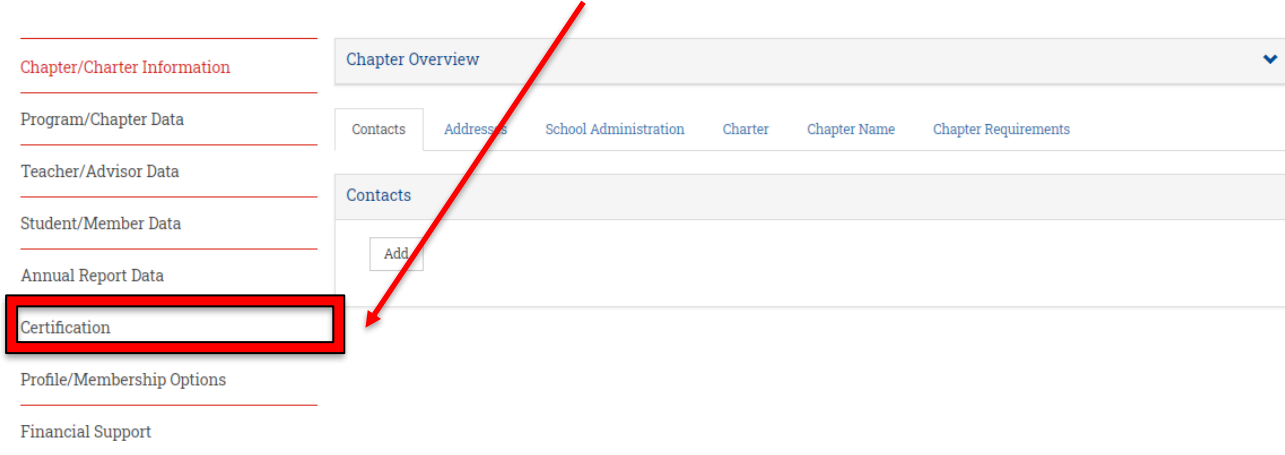 Chapter/Charter Information
Program/Chapter Data
Teacher/Advisor Data
Student/Member Data
Annual Report Data
Certification
Profile/Membership Options
Financial Support
Chapter Overview
Contacts Addresses School Administration Charter Chapter Name Chapter Requirements
Contacts
Add